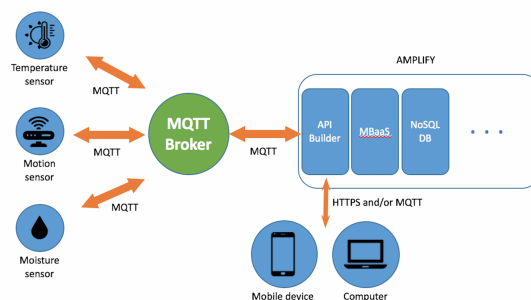 AMPLIFY
Temperature
sensor
MQTT
MQTT
Broker
API
Builder
MBaaS
NoSQL
DB
. . .
Motion
sensor
MQTT
MQTT
MQTT
HTTPS and/or MQTT
Moisture
sensor
Mobile device
Computer